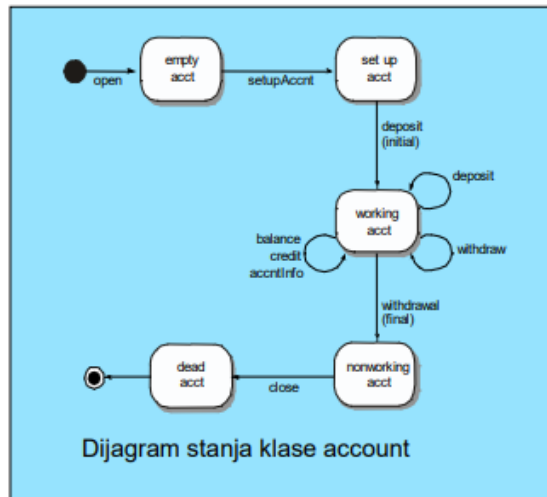 empty
acct
set up
acct
open
setupAccnt
deposit
(initial)
deposit
working
acct
balance
credit
accntInfo
withdraw
withdrawal
(final)
dead
acct
nonworking
acct
close
Dijagram stanja klase account